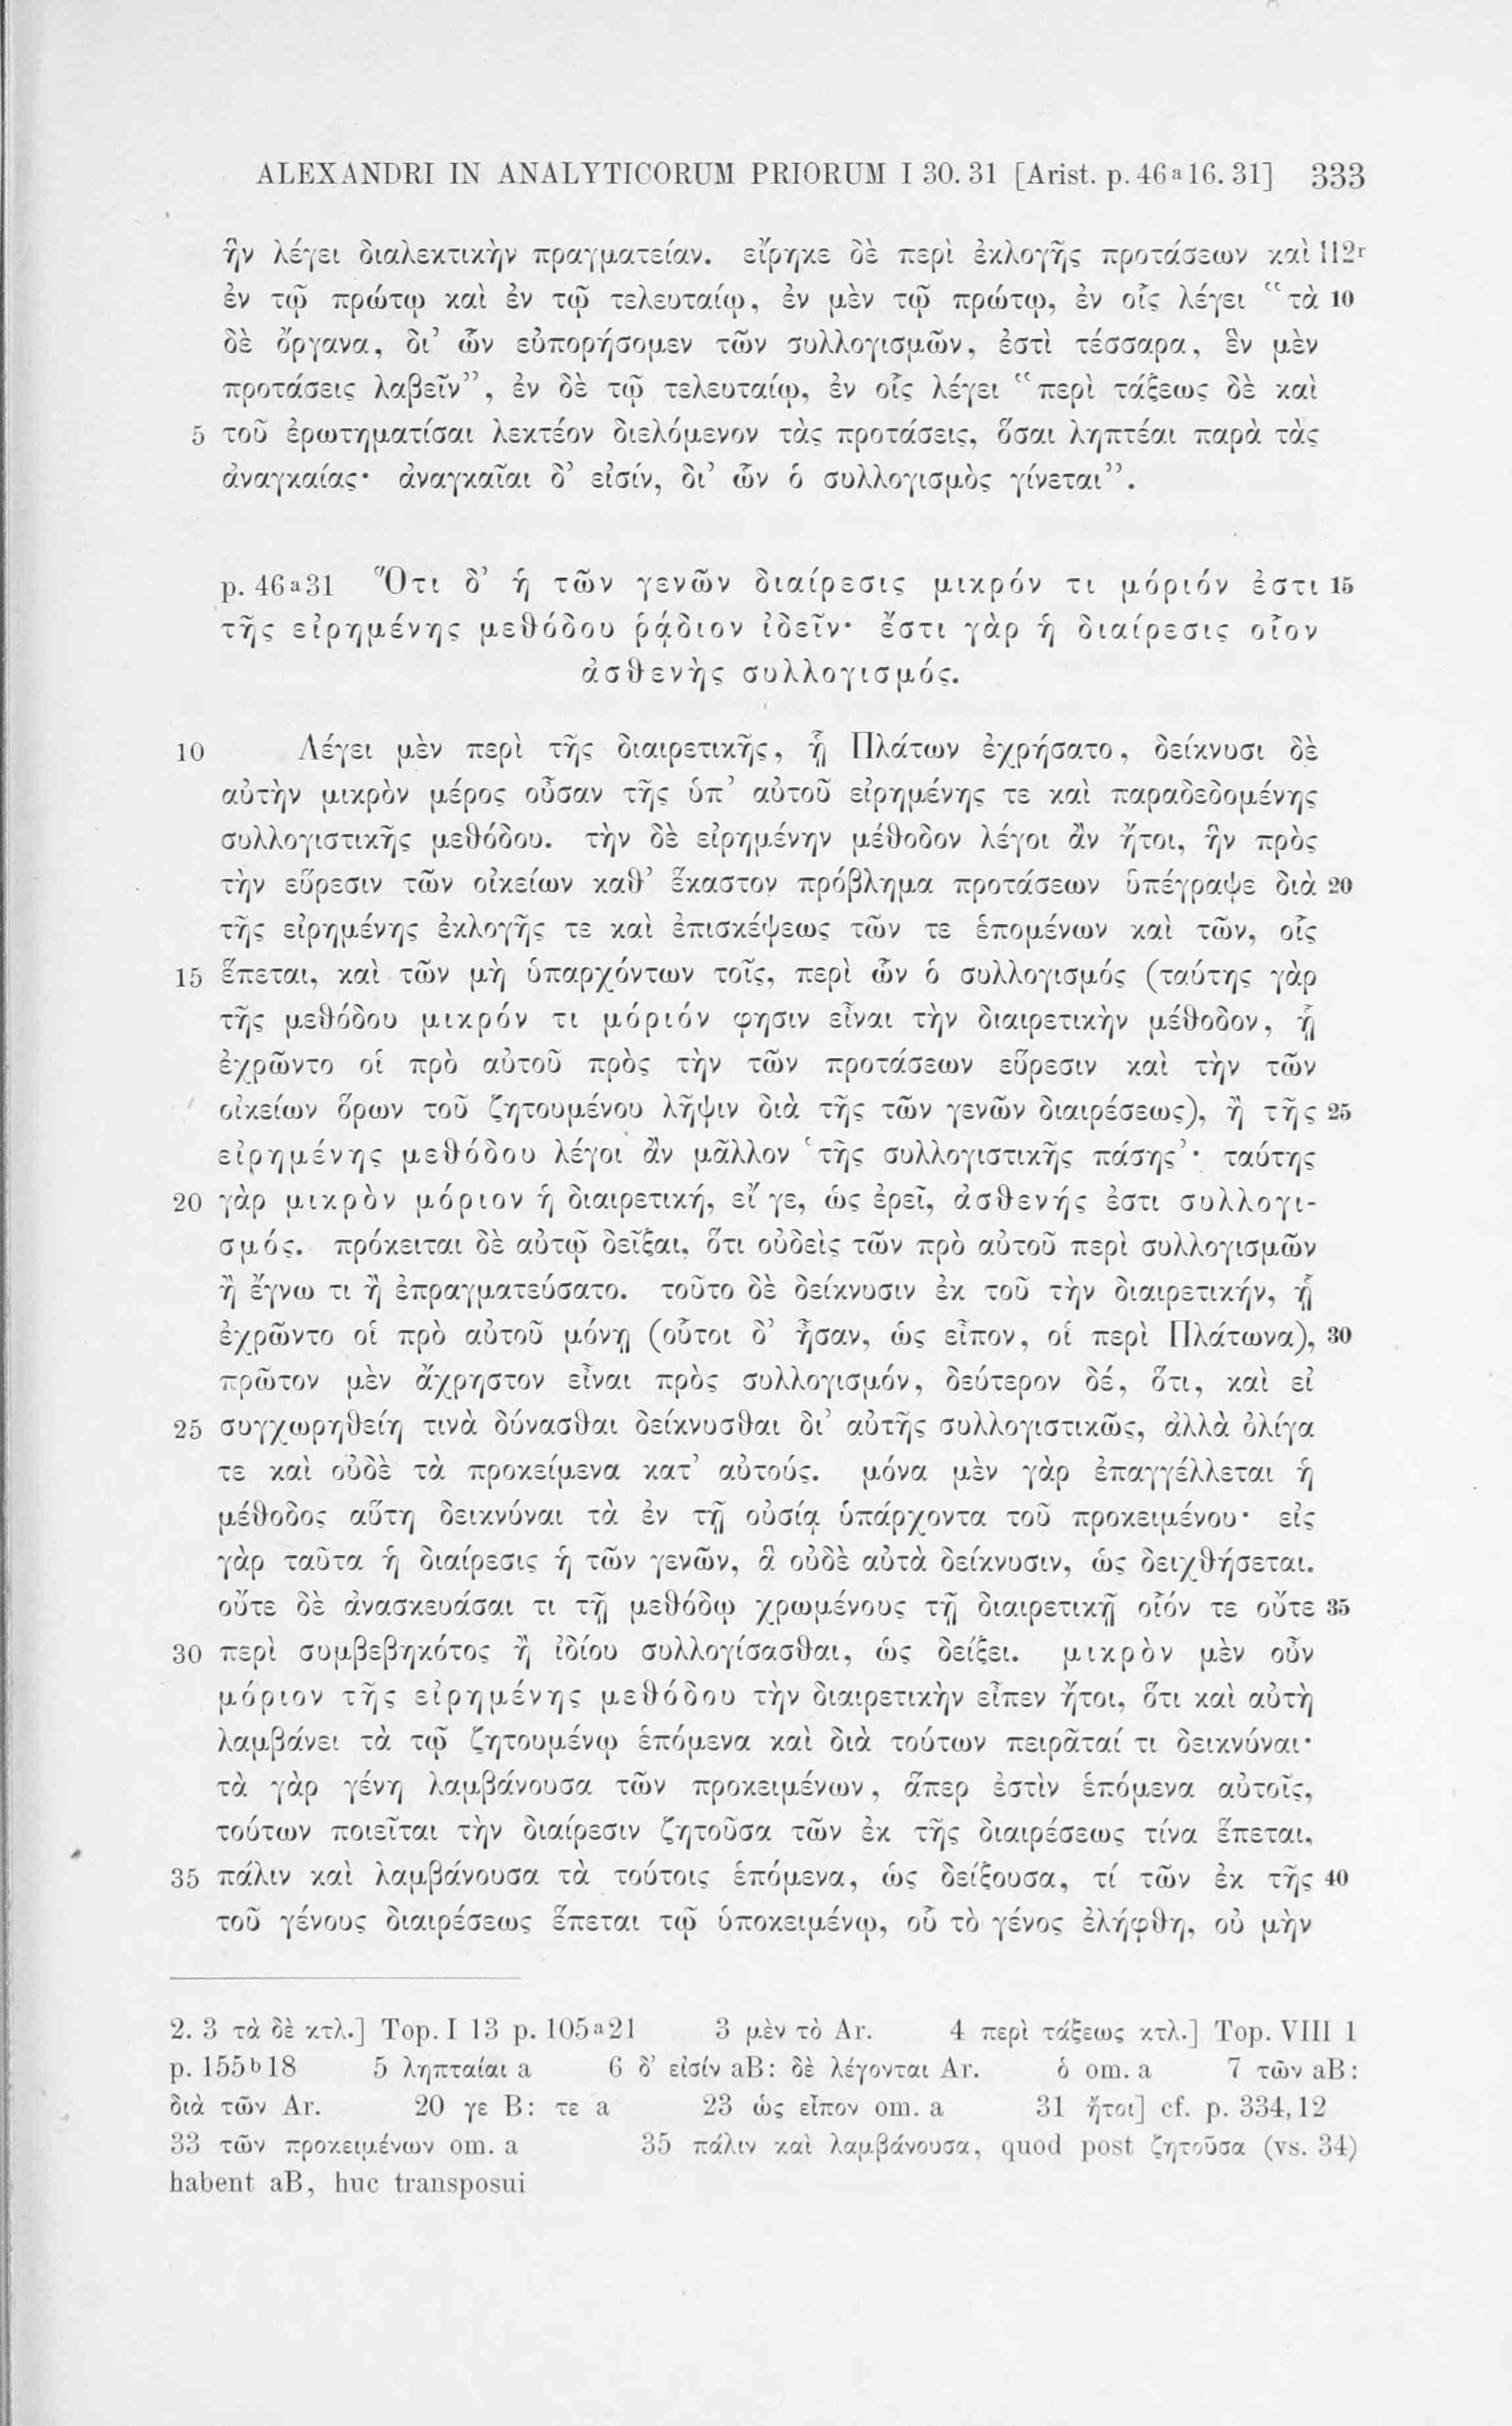 ALEXANDRI IN ANALYTICORUM PRIORUM I 30. 31 [Arist. p. 46a16. 31] 333
ἣν λέγει διαλεκτικὴν πραγματείαν. εἴρηκε δὲ περὶ ἐκλογῆς προτάσεων καὶ 112r
ἐν τῷ πρώτῳ καὶ ἐν τῷ τελευταίῳ, ἐν μὲν τῷ πρώτῳ, ἐν οἷς λέγει “τὰ 10
δὲ ὄργανα, δι’ ὧν εὐπορήσομεν τῶν συλλογισμῶν, ἐστὶ τέσσαρα, ἓν μὲν
προτάσεις λαβεῖν”, ἐν δὲ τῷ τελευταίῳ, ἐν οἷς λέγει “περὶ τάξεως δὲ καὶ
5 τοῦ ἐρωτηματίσαι λεκτέον διελόμενον τὰς προτάσεις, ὅσαι ληπτέαι παρὰ τὰς
ἀναγκαίας· ἀναγκαῖαι δ’ εἰσίν, δι’ ὧν ὁ συλλογισμὸς γίνεται”.
p. 46a31 Ὅτι δ’ ἡ τῶν γενῶν διαίρεσις μικρόν τι μόριόν ἐστι 15
τῆς εἰρημένης μεθόδου ῥᾴδιον ἰδεῖν· ἔστι γὰρ ἡ διαίρεσις οἷον
ἀσθενὴς συλλογισμός.
10 Λέγει μὲν περὶ τῆς διαιρετικῆς, ᾗ Πλάτων ἐχρήσατο, δείκνυσι δὲ
αὐτὴν μικρὸν μέρος οὖσαν τῆς ὑπ’ αὐτοῦ εἰρημένης τε καὶ παραδεδομένης
συλλογιστικῆς μεθόδου. τὴν δὲ εἰρημένην μέθοδον λέγοι ἂν ἤτοι, ἣν πρὸς
τὴν εὕρεσιν τῶν οἰκείων καθ’ ἕκαστον πρόβλημα προτάσεων ὑπέγραψε διὰ 20
τῆς εἰρημένης ἐκλογῆς τε καὶ ἐπισκέψεως τῶν τε ἑπομένων καὶ τῶν, οἷς
15 ἕπεται, καὶ τῶν μὴ ὑπαρχόντων τοῖς, περὶ ὧν ὁ συλλογισμός (ταύτης γὰρ
τῆς μεθόδου μικρόν τι μόριόν φησιν εἶναι τὴν διαιρετικὴν μέθοδον, ᾗ
ἐχρῶντο οἱ πρὸ αὐτοῦ πρὸς τὴν τῶν προτάσεων εὕρεσιν καὶ τὴν τῶν
οἰκείων ὅρων τοῦ ζητουμένου λῆψιν διὰ τῆς τῶν γενῶν διαιρέσεως), ἢ τῆς 25
εἰρημένης μεθόδου λέγοι ἂν μᾶλλον ‘τῆς συλλογιστικῆς πάσης’· ταύτης
20 γὰρ μικρὸν μόριον ἡ διαιρετική, εἴ γε, ὡς ἐρεῖ, ἀσθενής ἐστι συλλογι-
σμός. πρόκειται δὲ αὐτῷ δεῖξαι, ὅτι οὐδεὶς τῶν πρὸ αὐτοῦ περὶ συλλογισμῶν
ἢ ἔγνω τι ἢ ἐπραγματεύσατο. τοῦτο δὲ δείκνυσιν ἐκ τοῦ τὴν διαιρετικήν, ᾗ
ἐχρῶντο οἱ πρὸ αὐτοῦ μόνῃ (οὗτοι δ’ ἦσαν, ὡς εἶπον, οἱ περὶ Πλάτωνα), 30
πρῶτον μὲν ἄχρηστον εἶναι πρὸς συλλογισμόν, δεύτερον δέ, ὅτι, καὶ εἰ
25 συγχωρηθείη τινὰ δύνασθαι δείκνυσθαι δι’ αὐτῆς συλλογιστικῶς, ἀλλὰ ὀλίγα
τε καὶ οὐδὲ τὰ προκείμενα κατ’ αὐτούς. μόνα μὲν γὰρ ἐπαγγέλλεται ἡ
μέθοδος αὕτη δεικνύναι τὰ ἐν τῇ οὐσίᾳ ὑπάρχοντα τοῦ προκειμένου· εἰς
γὰρ ταῦτα ἡ διαίρεσις ἡ τῶν γενῶν, ἃ οὐδὲ αὐτὰ δείκνυσιν, ὡς δειχθήσεται.
οὔτε δὲ ἀνασκευάσαι τι τῇ μεθόδῳ χρωμένους τῇ διαιρετικῇ οἷόν τε οὔτε 35
30 περὶ συμβεβηκότος ἢ ἰδίου συλλογίσασθαι, ὡς δείξει. μικρὸν μὲν οὖν
μόριον τῆς εἰρημένης μεθόδου τὴν διαιρετικὴν εἶπεν ἤτοι, ὅτι καὶ αὐτὴ
λαμβάνει τὰ τῷ ζητουμένῳ ἑπόμενα καὶ διὰ τούτων πειρᾶταί τι δεικνύναι·
τὰ γὰρ γένη λαμβάνουσα τῶν προκειμένων, ἅπερ ἐστὶν ἑπόμενα αὐτοῖς,
τούτων ποιεῖται τὴν διαίρεσιν ζητοῦσα τῶν ἐκ τῆς διαιρέσεως τίνα ἕπεται,
35 πάλιν καὶ λαμβάνουσα τὰ τούτοις ἑπόμενα, ὡς δείξουσα, τί τῶν ἐκ τῆς 40
τοῦ γένους διαιρέσεως ἕπεται τῷ ὑποκειμένῳ, οὗ τὸ γένος ἐλήφθη, οὐ μὴν
2. 3 τὰ δὲ κτλ.] Top. I 13 p. 105a21 3 μὲν τὸ Ar. 4 περὶ τάξεως κτλ.] Top. VIII 1
p. 155b18 5 ληπταίαι a 6 δ’ εἰσίν aB: δὲ λέγονται Ar. ὁ om. a 7 τῶν aB:
διὰ τῶν Ar. 20 γε B: τε a 23 ὡς εἶπον om. a 31 ἤτοι] cf. p. 334,12
33 τῶν προκειμένων om. a 35 πάλιν καὶ λαμβάνουσα, quod post ζητοῦσα (vs. 34)
habent aB, huc transposui